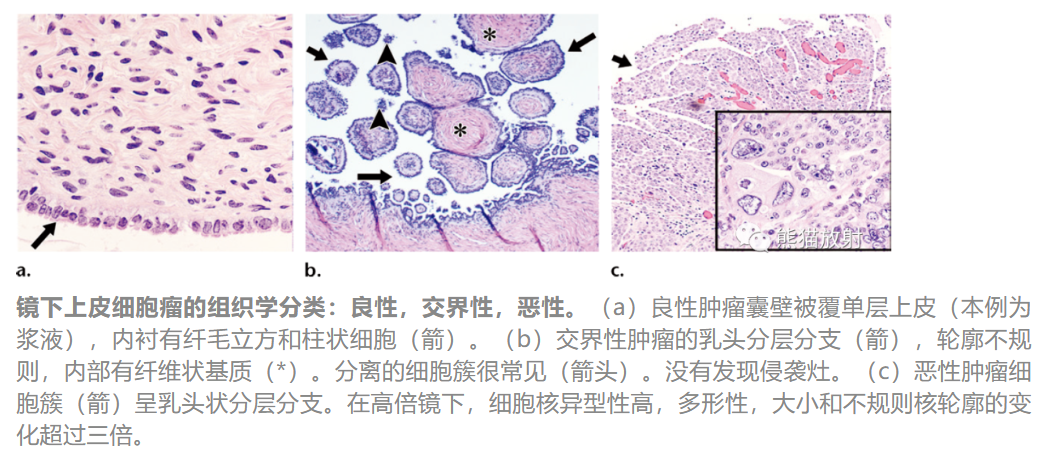 * *
熊猫放射
a. b. c.
镜下上皮细胞瘤的组织学分类：良性，交界性，恶性。（a）良性肿瘤囊壁被覆单层上皮（本例为
浆液），内衬有纤毛立方和柱状细胞（箭）。（b）交界性肿瘤的乳头分层分支（箭），轮廓不规
则，内部有纤维状基质（*）。分离的细胞簇很常见（箭头）。没有发现侵袭灶。（c）恶性肿瘤细
胞簇（箭）呈乳头状分层分支。在高倍镜下，细胞核异型性高，多形性，大小和不规则核轮廓的变
化超过三倍。